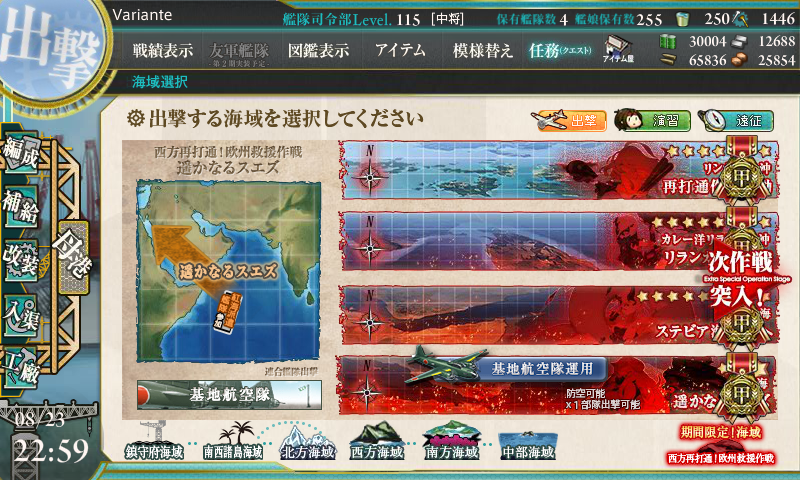 出撃
Variante
艦隊司令部Level. 115 [中将]
保有艦隊数 4 艦娘保有数 255
250
1446
戦績表示
友軍艦隊
-第2期実装予定-
図鑑表示
アイテム
模様替え
任務(クエスト)
アイテム屋
30004
12688
65836
25854
海域選択
出撃する海域を選択してください
出撃
演習
遠征
編成
補給
改装
入渠
工廠
母港
西方再打通!欧州救援作戦
遥かなるスエズ
遥かなるスエズ
連合艦隊出撃
基地航空隊
N
リン
沖
再打通
甲
N
カレー洋リ
沖
リラン
甲
次作戦
Extra Special Operation Stage
突入!
N
ステビア海
海
甲
N
基地航空隊運用
防空可能
×1部隊出撃可能
遥か
甲
08/23
22:59
鎮守府海域
南西諸島海域
北方海域
西方海域
南方海域
中部海域
期間限定!海域
西方再打通!欧州救援作戦